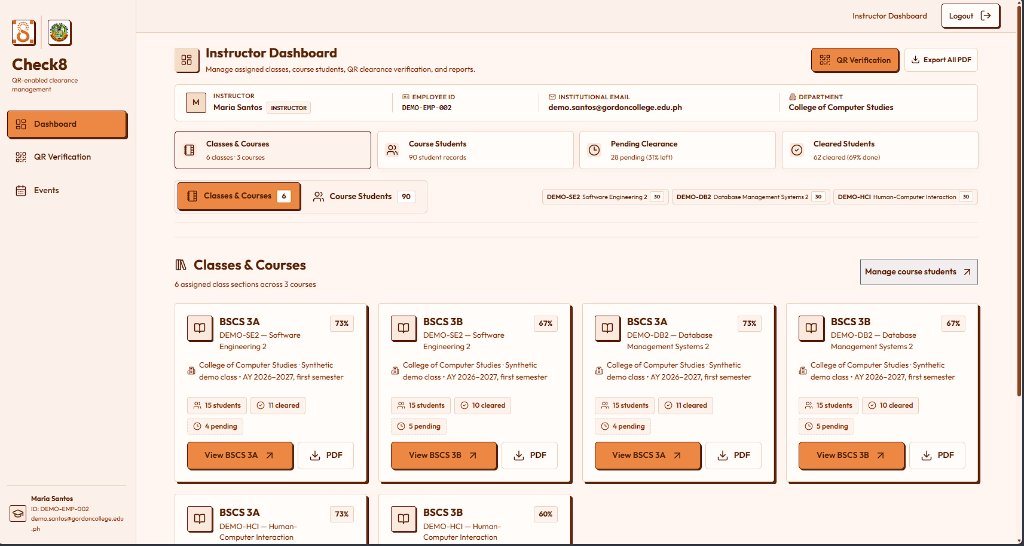 Instructor Dashboard
Logout
Check8
QR-enabled clearance
management
Dashboard
QR Verification
Events
Instructor Dashboard
Manage assigned classes, course students, QR clearance verification, and reports.
QR Verification
Export All PDF
M
INSTRUCTOR
Maria Santos INSTRUCTOR
EMPLOYEE ID
DEMO-EMP-002
INSTITUTIONAL EMAIL
demo.santos@gordoncollege.edu.ph
DEPARTMENT
College of Computer Studies
Classes & Courses
6 classes · 3 courses
Course Students
90 student records
Pending Clearance
28 pending (31% left)
Cleared Students
62 cleared (69% done)
Classes & Courses 6
Course Students 90
DEMO-SE2 Software Engineering 2 30
DEMO-DB2 Database Management Systems 2 30
DEMO-HCI Human-Computer Interaction 30
Classes & Courses
6 assigned class sections across 3 courses
Manage course students
BSCS 3A
73%
DEMO-SE2 — Software
Engineering 2
College of Computer Studies · Synthetic
demo class • AY 2026–2027, first semester
15 students
11 cleared
4 pending
View BSCS 3A
PDF
BSCS 3B
67%
DEMO-SE2 — Software
Engineering 2
College of Computer Studies · Synthetic
demo class • AY 2026–2027, first semester
15 students
10 cleared
5 pending
View BSCS 3B
PDF
BSCS 3A
73%
DEMO-DB2 — Database
Management Systems 2
College of Computer Studies · Synthetic
demo class • AY 2026–2027, first semester
15 students
11 cleared
4 pending
View BSCS 3A
PDF
BSCS 3B
67%
DEMO-DB2 — Database
Management Systems 2
College of Computer Studies · Synthetic
demo class • AY 2026–2027, first semester
15 students
10 cleared
5 pending
View BSCS 3B
PDF
BSCS 3A
73%
DEMO-HCI — Human-
Computer Interaction
BSCS 3B
60%
DEMO-HCI — Human-
Computer Interaction
Maria Santos
ID: DEMO-EMP-002
demo.santos@gordoncollege.edu
.ph